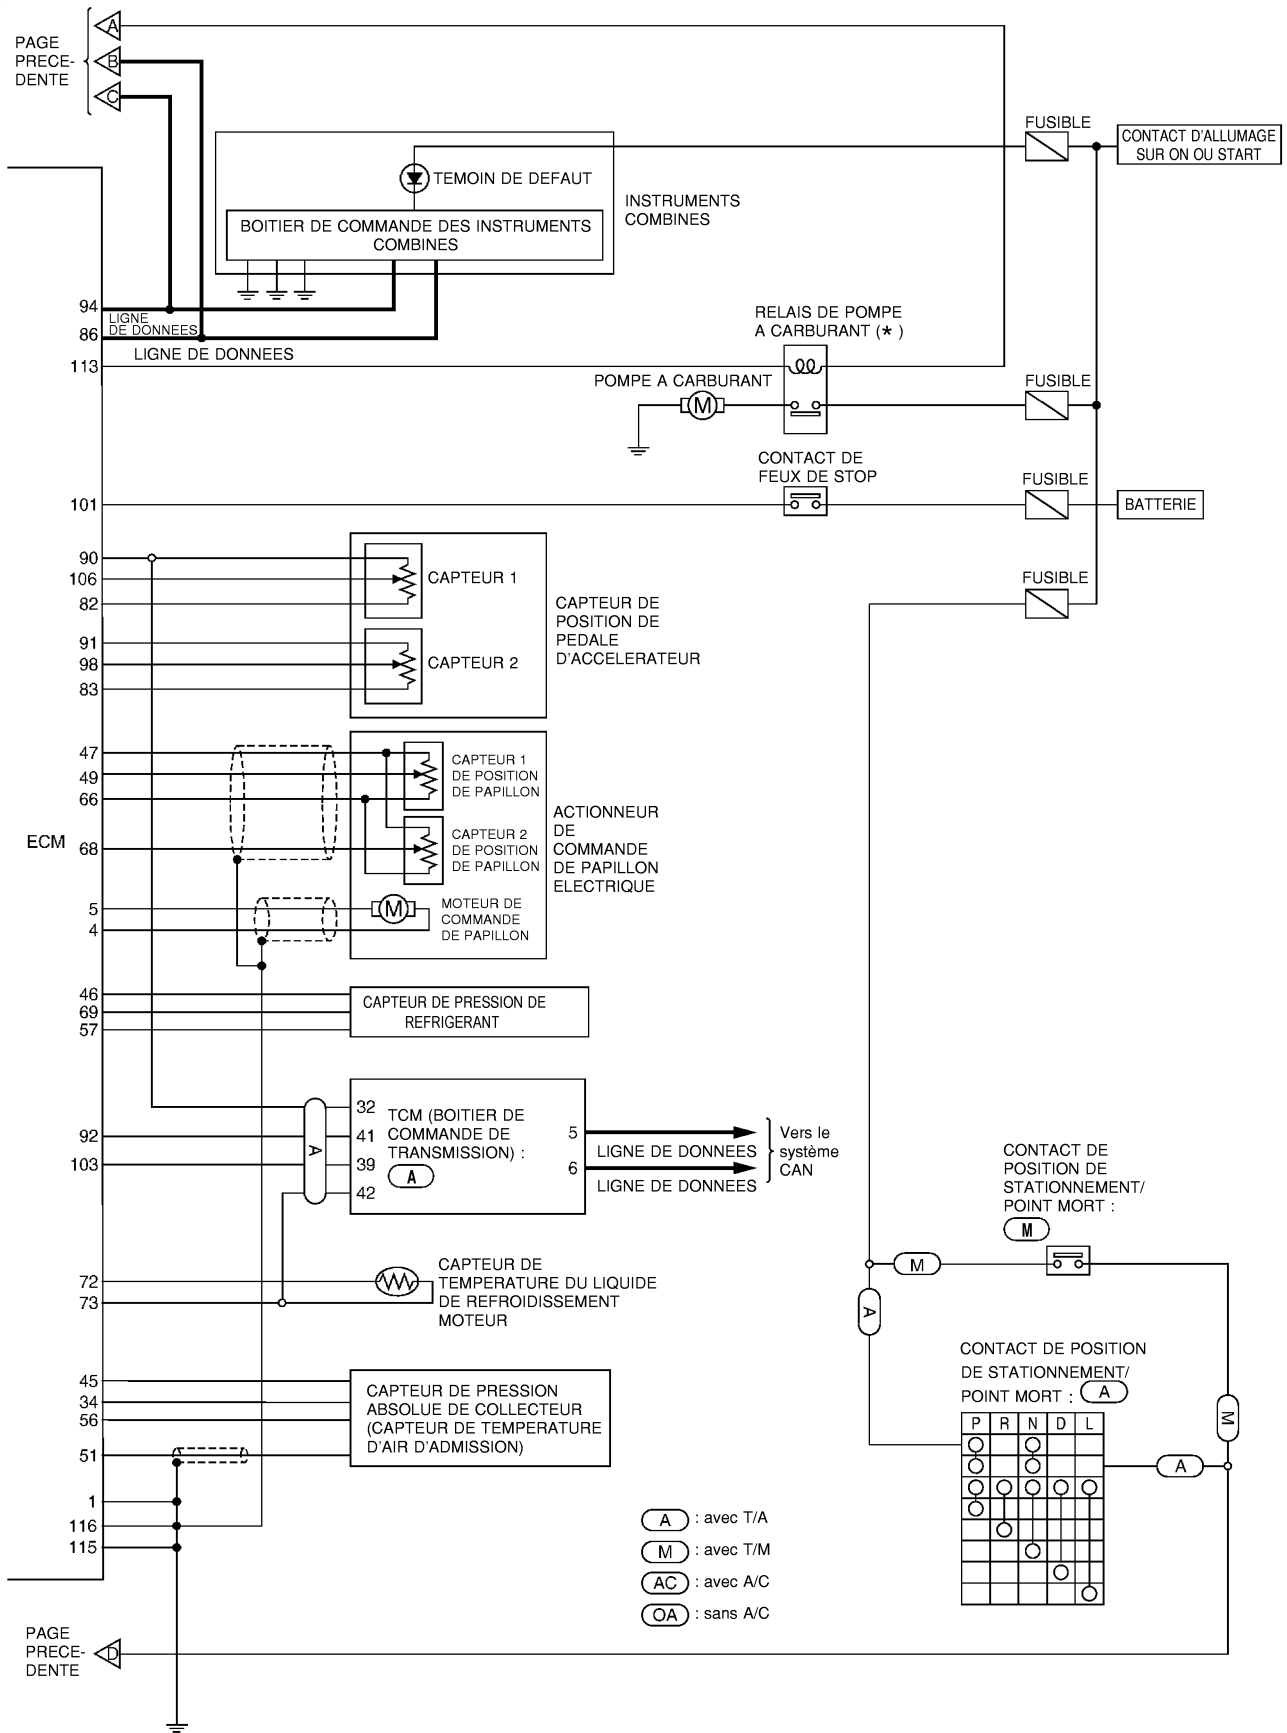 PAGE
PRECE-
DENTE
A
B
C
FUSIBLE
CONTACT D'ALLUMAGE
SUR ON OU START
TEMOIN DE DEFAUT
INSTRUMENTS
COMBINES
BOITIER DE COMMANDE DES INSTRUMENTS
COMBINES
94
LIGNE
DE DONNEES
86
LIGNE DE DONNEES
113
RELAIS DE POMPE
A CARBURANT (*)
POMPE A CARBURANT
M
FUSIBLE
CONTACT DE
FEUX DE STOP
FUSIBLE
101
BATTERIE
90
106
82
CAPTEUR 1
FUSIBLE
CAPTEUR DE
POSITION DE
PEDALE
D'ACCELERATEUR
91
98
83
CAPTEUR 2
47
49
66
CAPTEUR 1
DE POSITION
DE PAPILLON
ECM
68
CAPTEUR 2
DE POSITION
DE PAPILLON
ACTIONNEUR
DE
COMMANDE
DE PAPILLON
ELECTRIQUE
5
4
M
MOTEUR DE
COMMANDE
DE PAPILLON
46
69
57
CAPTEUR DE PRESSION DE
REFRIGERANT
92
103
A
32
41
39
42
TCM (BOITIER DE
COMMANDE DE
TRANSMISSION) :
A
5
LIGNE DE DONNEES
6
LIGNE DE DONNEES
Vers le
système
CAN
CONTACT DE
POSITION DE
STATIONNEMENT/
POINT MORT :
M
M
A
72
73
CAPTEUR DE
TEMPERATURE DU LIQUIDE
DE REFROIDISSEMENT
MOTEUR
CONTACT DE POSITION
DE STATIONNEMENT/
POINT MORT : A
P R N D L
M
A
45
34
56
51
CAPTEUR DE PRESSION
ABSOLUE DE COLLECTEUR
(CAPTEUR DE TEMPERATURE
D'AIR D'ADMISSION)
1
116
115
A : avec T/A
M : avec T/M
AC : avec A/C
OA : sans A/C
PAGE
PRECE-
DENTE
D